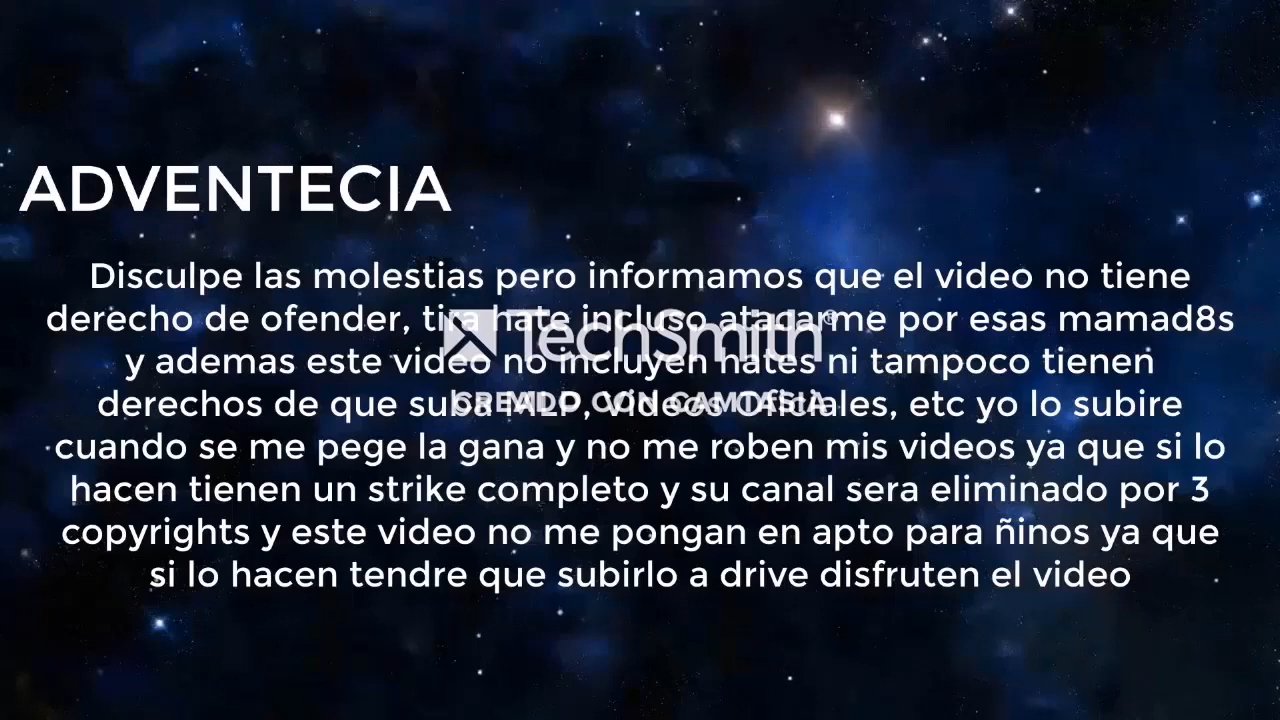 ADVENTECIA
Disculpe las molestias pero informamos que el video no tiene
derecho de ofender, tira hate incluso atacarme por esas mamad8s
y ademas este video no incluyen hates ni tampoco tienen
derechos de que suba MLP, Videos Oficiales, etc yo lo subire
cuando se me pege la gana y no me roben mis videos ya que si lo
hacen tienen un strike completo y su canal sera eliminado por 3
copyrights y este video no me pongan en apto para ñinos ya que
si lo hacen tendre que subirlo a drive disfruten el video
TechSmith®
CREADO CON CAMTASIA